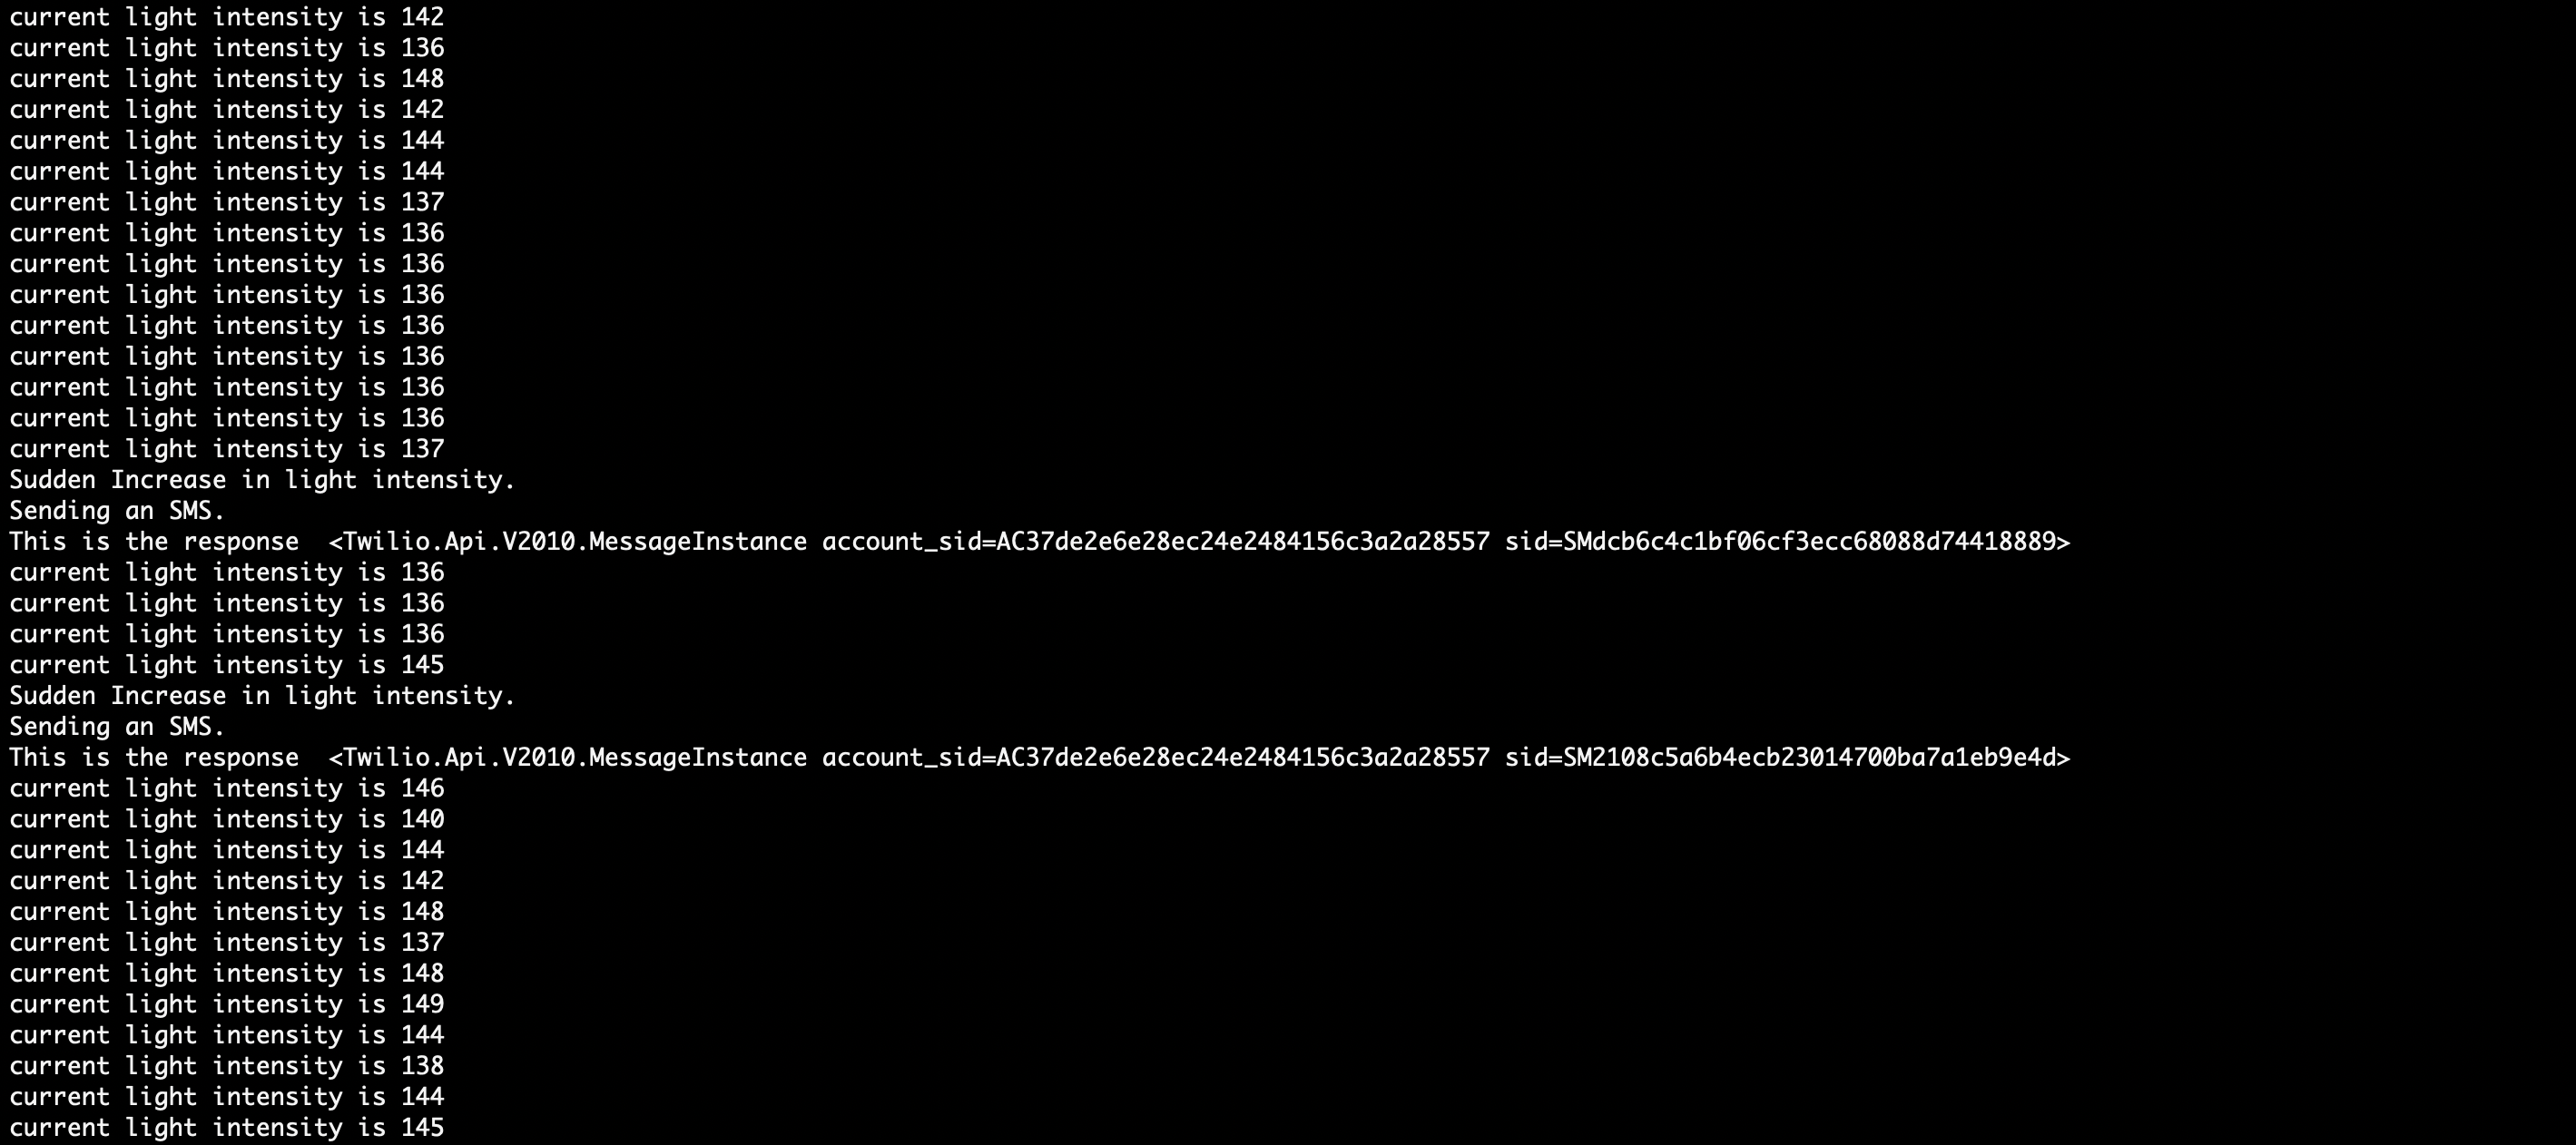 current light intensity is 142
current light intensity is 136
current light intensity is 148
current light intensity is 142
current light intensity is 144
current light intensity is 144
current light intensity is 137
current light intensity is 136
current light intensity is 136
current light intensity is 136
current light intensity is 136
current light intensity is 136
current light intensity is 136
current light intensity is 136
current light intensity is 137
Sudden Increase in light intensity.
Sending an SMS.
This is the response  <Twilio.Api.V2010.MessageInstance account_sid=AC37de2e6e28ec24e2484156c3a2a28557 sid=SMdcb6c4c1bf06cf3ecc68088d74418889>
current light intensity is 136
current light intensity is 136
current light intensity is 136
current light intensity is 145
Sudden Increase in light intensity.
Sending an SMS.
This is the response  <Twilio.Api.V2010.MessageInstance account_sid=AC37de2e6e28ec24e2484156c3a2a28557 sid=SM2108c5a6b4ecb23014700ba7a1eb9e4d>
current light intensity is 146
current light intensity is 140
current light intensity is 144
current light intensity is 142
current light intensity is 148
current light intensity is 137
current light intensity is 148
current light intensity is 149
current light intensity is 144
current light intensity is 138
current light intensity is 144
current light intensity is 145